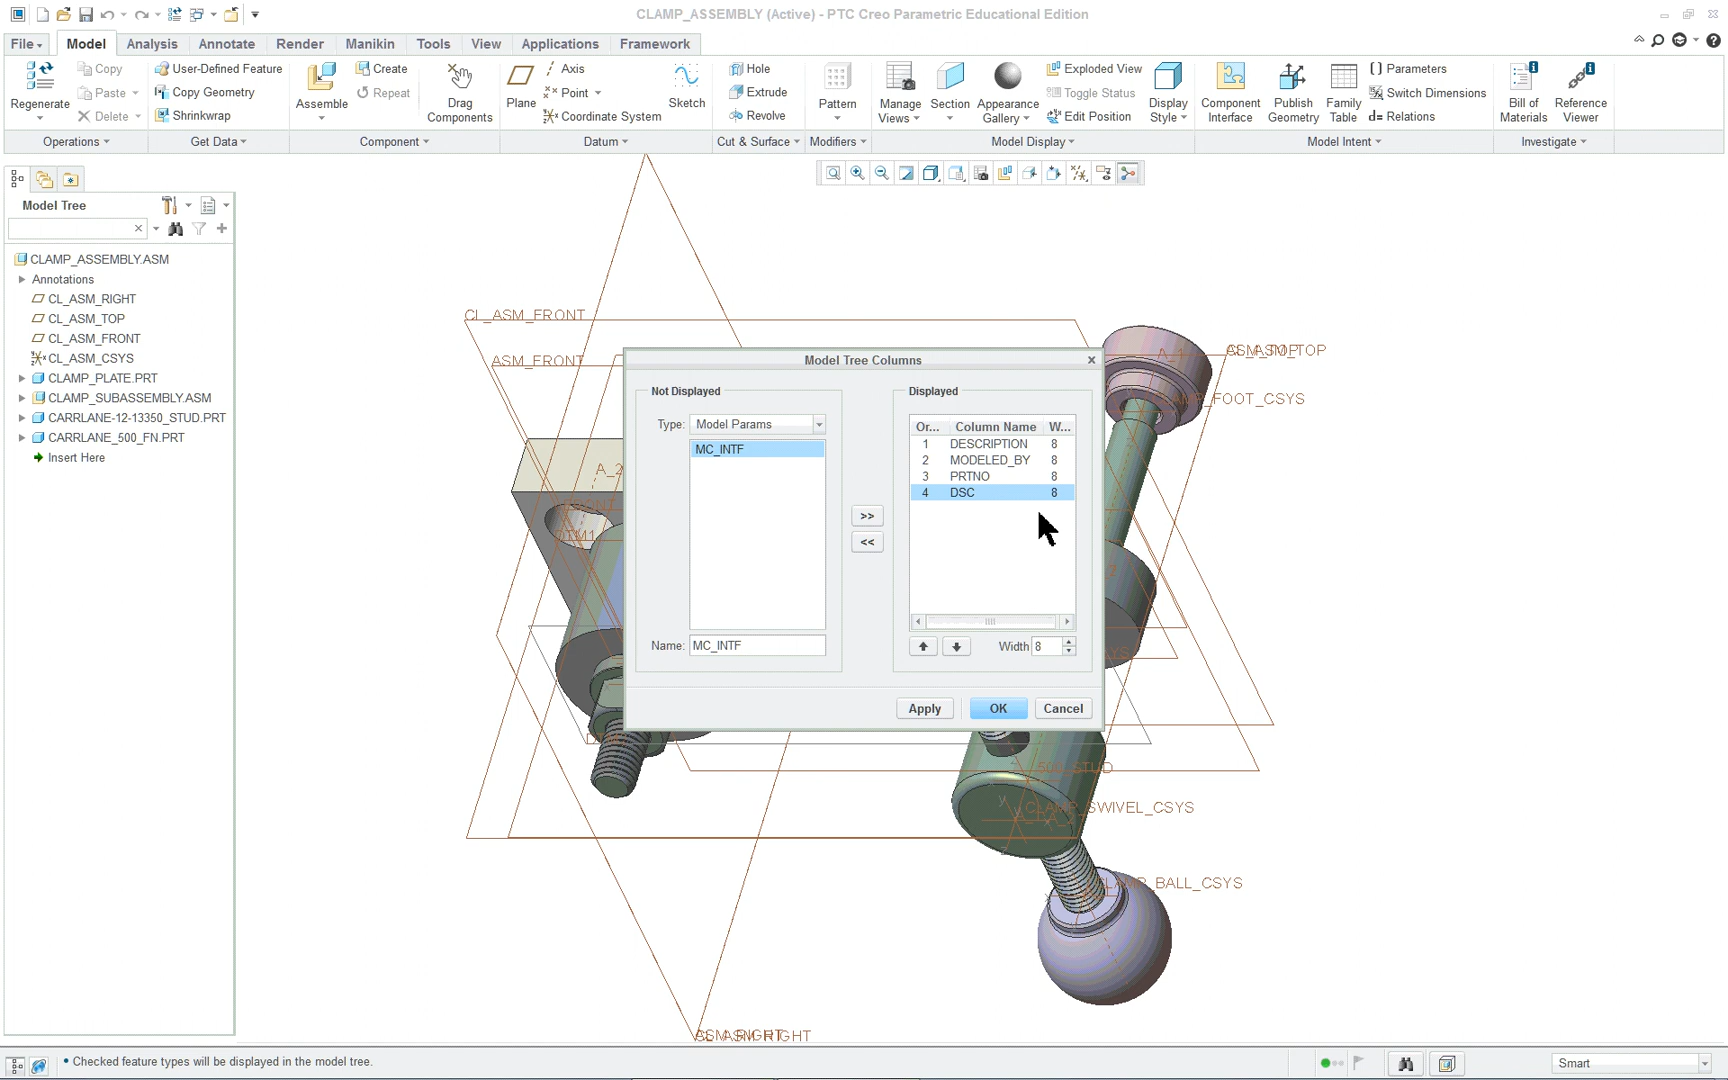 CLAMP_ASSEMBLY (Active) - PTC Creo Parametric Educational Edition
File
Model
Analysis
Annotate
Render
Manikin
Tools
View
Applications
Framework
Regenerate
Copy
Paste
Delete
User-Defined Feature
Copy Geometry
Shrinkwrap
Assemble
Create
Repeat
Drag
Components
Plane
Axis
Point
Coordinate System
Sketch
Hole
Extrude
Revolve
Pattern
Manage
Views
Section
Appearance
Gallery
Exploded View
Toggle Status
Edit Position
Display
Style
Component
Interface
Publish
Geometry
Family
Table
Parameters
Switch Dimensions
d= Relations
Bill of
Materials
Reference
Viewer
Operations
Get Data
Component
Datum
Cut & Surface
Modifiers
Model Display
Model Intent
Investigate
Model Tree
CLAMP_ASSEMBLY.ASM
Annotations
CL_ASM_RIGHT
CL_ASM_TOP
CL_ASM_FRONT
CL_ASM_CSYS
CLAMP_PLATE.PRT
CLAMP_SUBASSEMBLY.ASM
CARRLANE-12-13350_STUD.PRT
CARRLANE_500_FN.PRT
Insert Here
CL_ASM_FRONT
ASM_FRONT
A_1
_FOOT_CSYS
A_2
DTM1
Model Tree Columns
Not Displayed
Type: Model Params
MC_INTF
Name: MC_INTF
>>
<<
Displayed
Or... Column Name W...
1 DESCRIPTION 8
2 MODELED_BY 8
3 PRTNO 8
4 DSC 8
Width 8
Apply
OK
Cancel
SWIVEL_CSYS
BALL_CSYS
• Checked feature types will be displayed in the model tree.
Smart